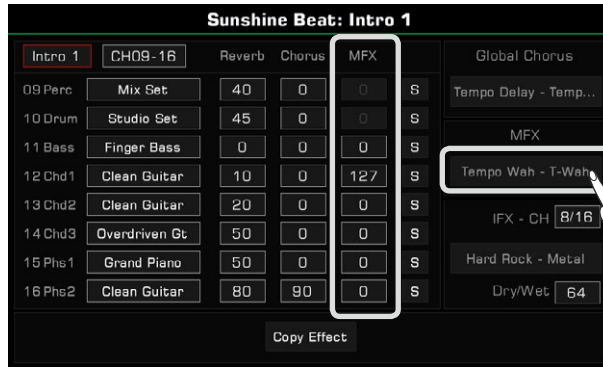 Sunshine Beat: Intro 1
Intro 1 CH09-16 Reverb Chorus MFX Global Chorus
09 Perc Mix Set 40 0 0 S Tempo Delay - Temp...
10 Drum Studio Set 45 0 0 S MFX
11 Bass Finger Bass 0 0 0 S
12 Chd1 Clean Guitar 10 0 127 S Tempo Wah - T-Wah
13 Chd2 Clean Guitar 20 0 0 S IFX - CH 8/16
14 Chd3 Overdriven Gt 50 0 0 S
15 Phs1 Grand Piano 50 0 0 S Hard Rock - Metal
16 Phs2 Clean Guitar 80 90 0 S Dry/Wet 64
Copy Effect